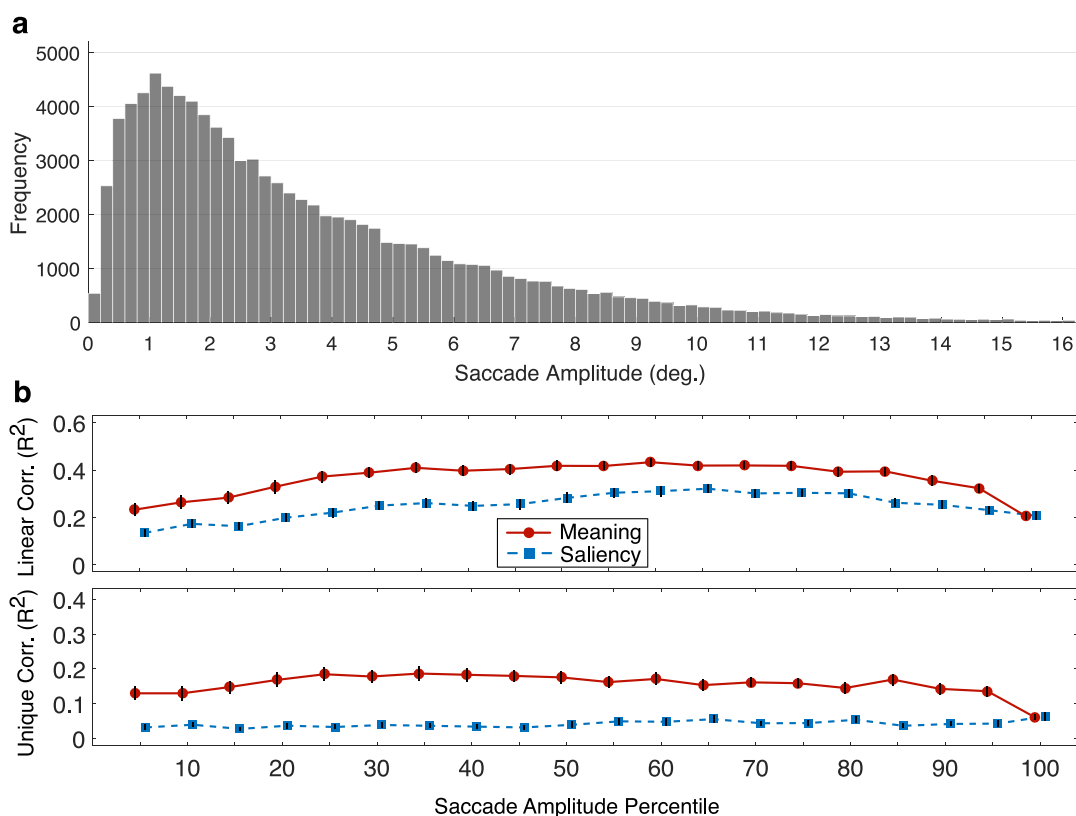 a
5000
4000
3000
2000
1000
0
Frequency
0 1 2 3 4 5 6 7 8 9 10 11 12 13 14 15 16
Saccade Amplitude (deg.)
b
0.6
0.4
0.2
0
Linear Corr. (R²)
Meaning
Saliency
0.4
0.3
0.2
0.1
0
Unique Corr. (R²)
10 20 30 40 50 60 70 80 90 100
Saccade Amplitude Percentile